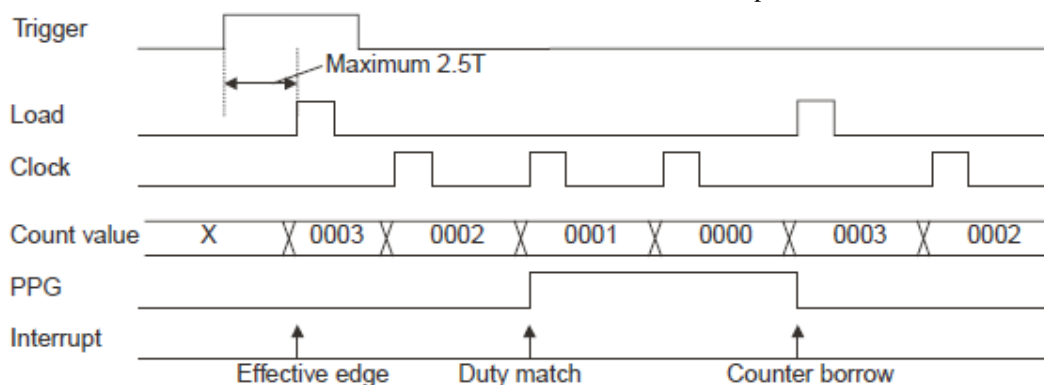 Trigger
Maximum 2.5T
Load
Clock
Count value X 0003 0002 0001 0000 0003 0002
PPG
Interrupt
Effective edge Duty match Counter borrow